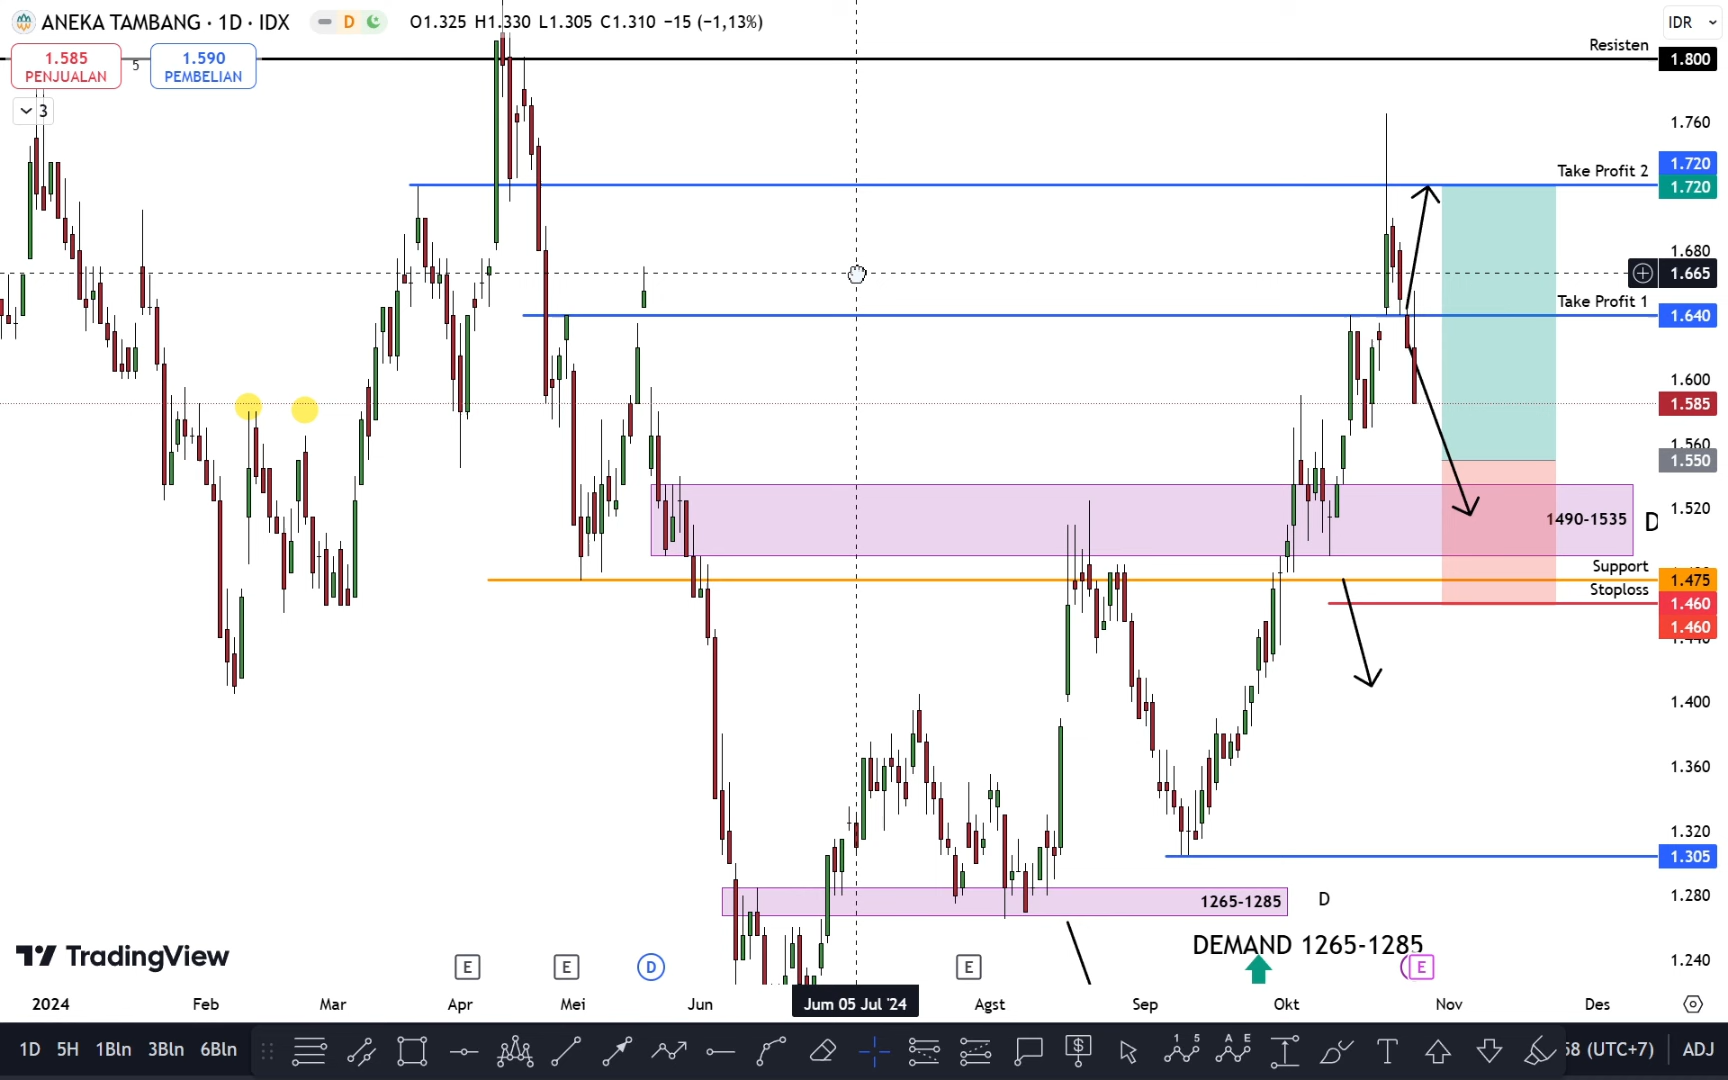 ANEKA TAMBANG · 1D · IDX
D
O1.325 H1.330 L1.305 C1.310 −15 (−1,13%)
IDR
1.585
PENJUALAN
5
1.590
PEMBELIAN
3
Resisten
1.800
1.760
Take Profit 2
1.720
1.720
1.680
1.665
Take Profit 1
1.640
1.600
1.585
1.560
1.550
1.520
1490-1535
D
Support
1.475
Stoploss
1.460
1.460
1.440
1.400
1.360
1.320
1.305
1.280
1265-1285
D
DEMAND 1265-1285
TradingView
E
E
D
E
E
1.240
2024
Feb
Mar
Apr
Mei
Jun
Jum 05 Jul '24
Agst
Sep
Okt
Nov
Des
1D 5H 1Bln 3Bln 6Bln
58 (UTC+7)
ADJ